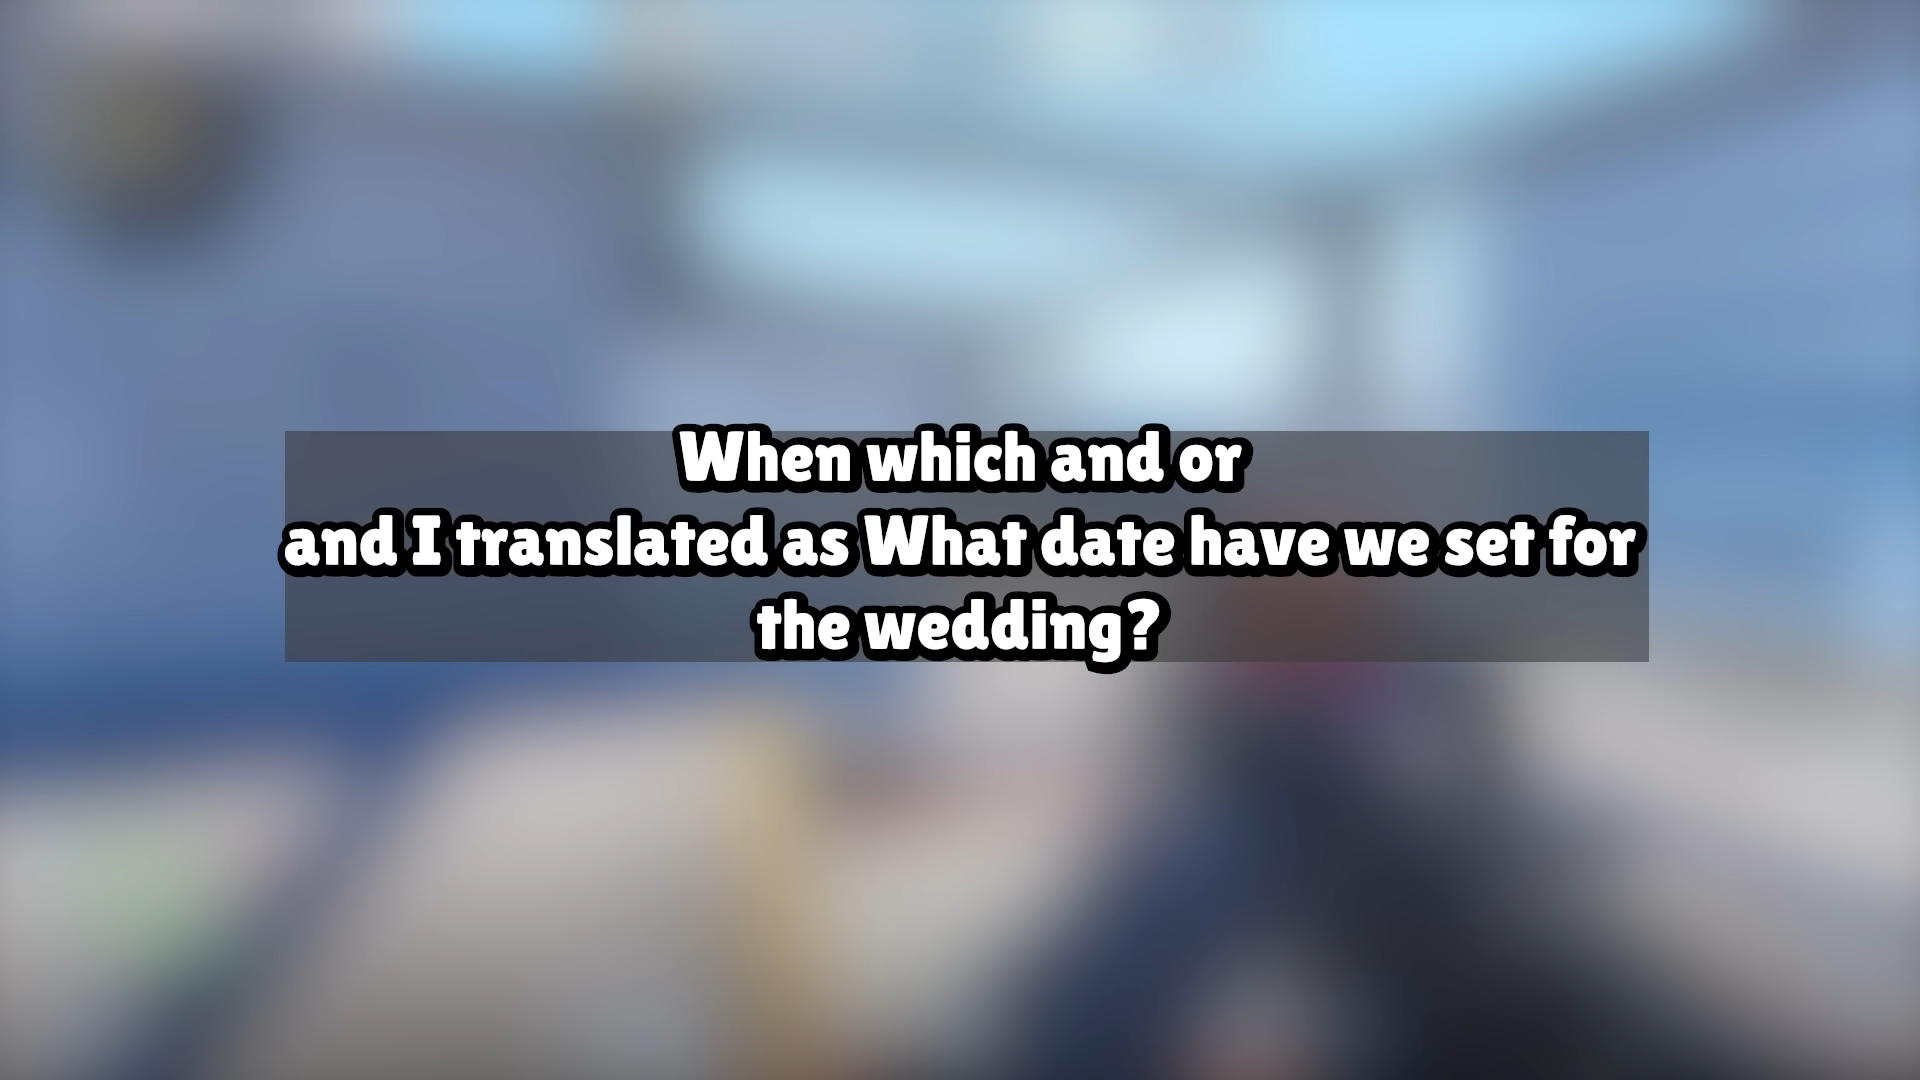 When which and or
and I translated as What date have we set for
the wedding?